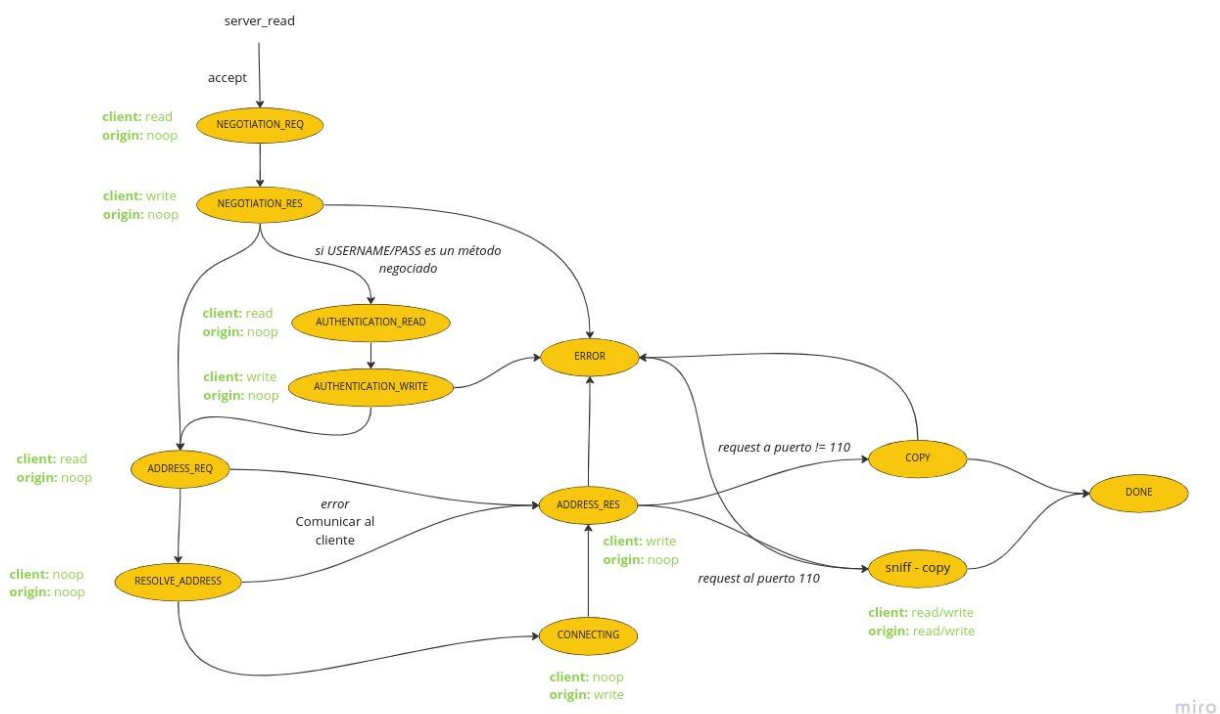 server_read
accept
client: read
origin: noop
NEGOTIATION_REQ
client: write
origin: noop
NEGOTIATION_RES
si USERNAME/PASS es un método
negociado
client: read
origin: noop
AUTHENTICATION_READ
ERROR
client: write
origin: noop
AUTHENTICATION_WRITE
client: read
origin: noop
ADDRESS_REQ
request a puerto != 110
COPY
error
Comunicar al
cliente
ADDRESS_RES
DONE
client: write
origin: noop
client: noop
origin: noop
RESOLVE_ADDRESS
request al puerto 110
sniff - copy
client: read/write
origin: read/write
CONNECTING
client: noop
origin: write
miro